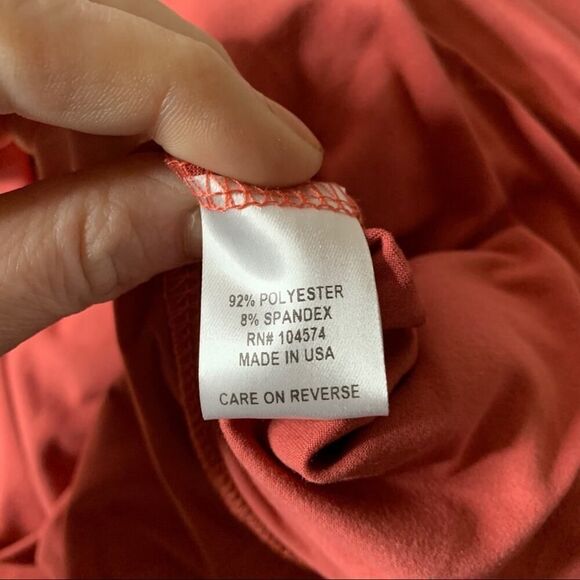 92% POLYESTER
8% SPANDEX
RN# 104574
MADE IN USA
CARE ON REVERSE